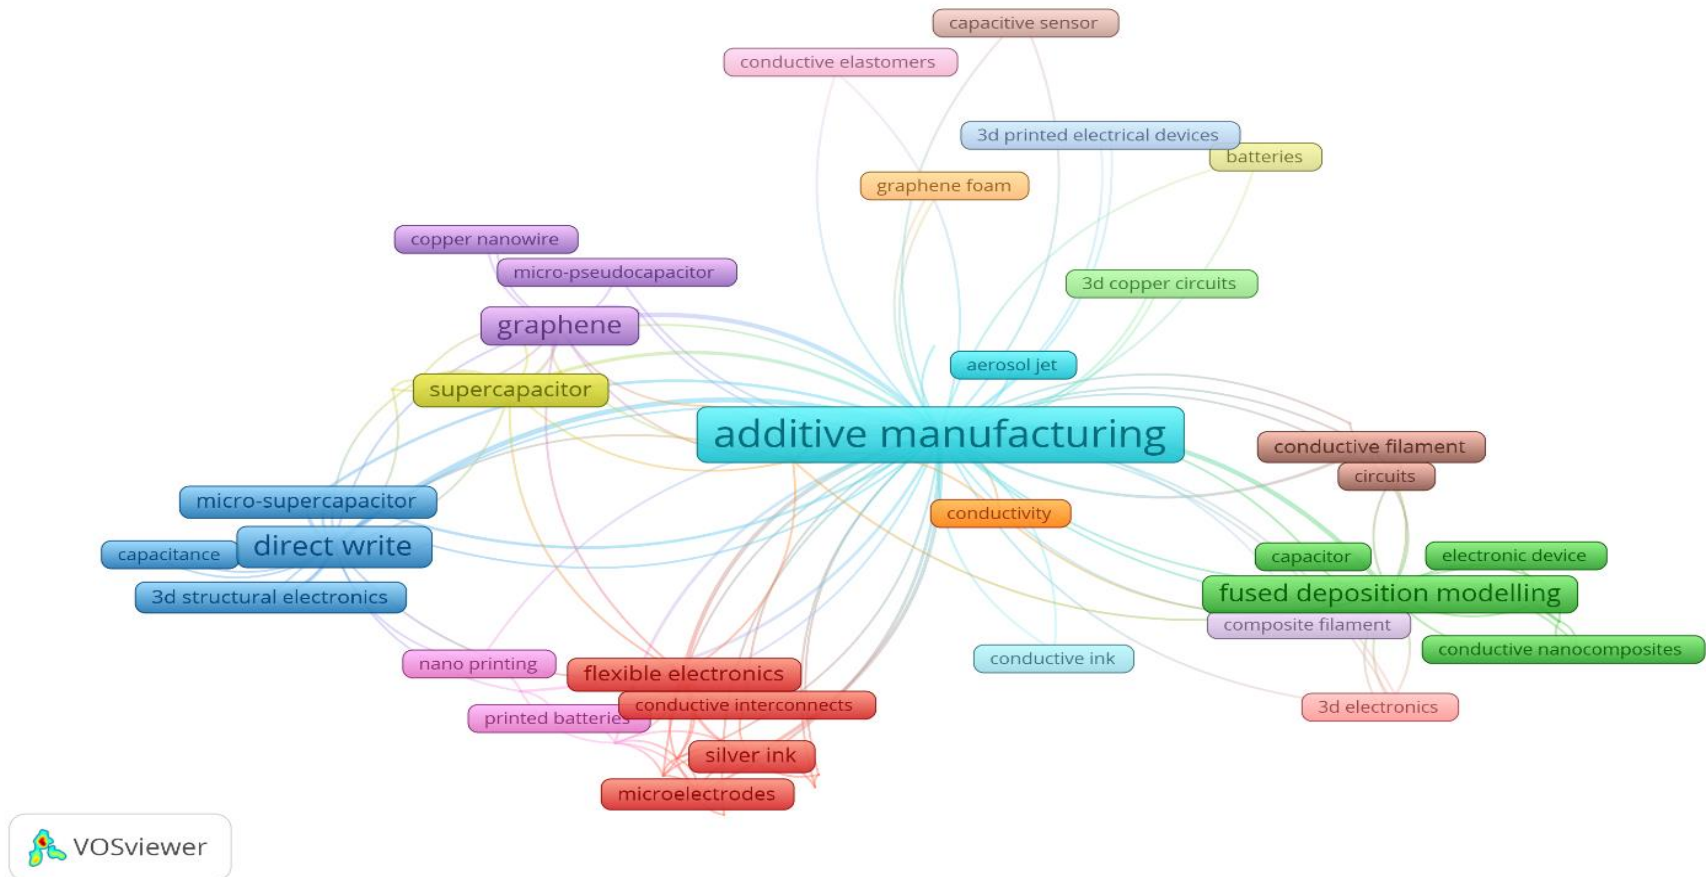 capacitive sensor
conductive elastomers
3d printed electrical devices
batteries
graphene foam
copper nanowire
micro-pseudocapacitor
3d copper circuits
graphene
aerosol jet
supercapacitor
additive manufacturing
conductive filament
circuits
micro-supercapacitor
conductivity
direct write
capacitance
capacitor
electronic device
3d structural electronics
fused deposition modelling
composite filament
conductive nanocomposites
nano printing
conductive ink
flexible electronics
conductive interconnects
3d electronics
printed batteries
silver ink
microelectrodes
VOSviewer